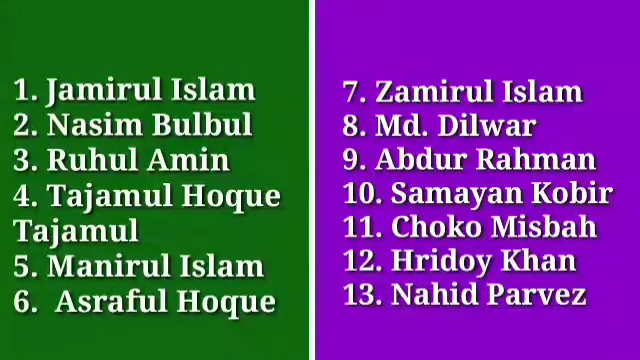 1. Jamirul Islam
2. Nasim Bulbul
3. Ruhul Amin
4. Tajamul Hoque
Tajamul
5. Manirul Islam
6. Asraful Hoque
7. Zamirul Islam
8. Md. Dilwar
9. Abdur Rahman
10. Samayan Kobir
11. Choko Misbah
12. Hridoy Khan
13. Nahid Parvez